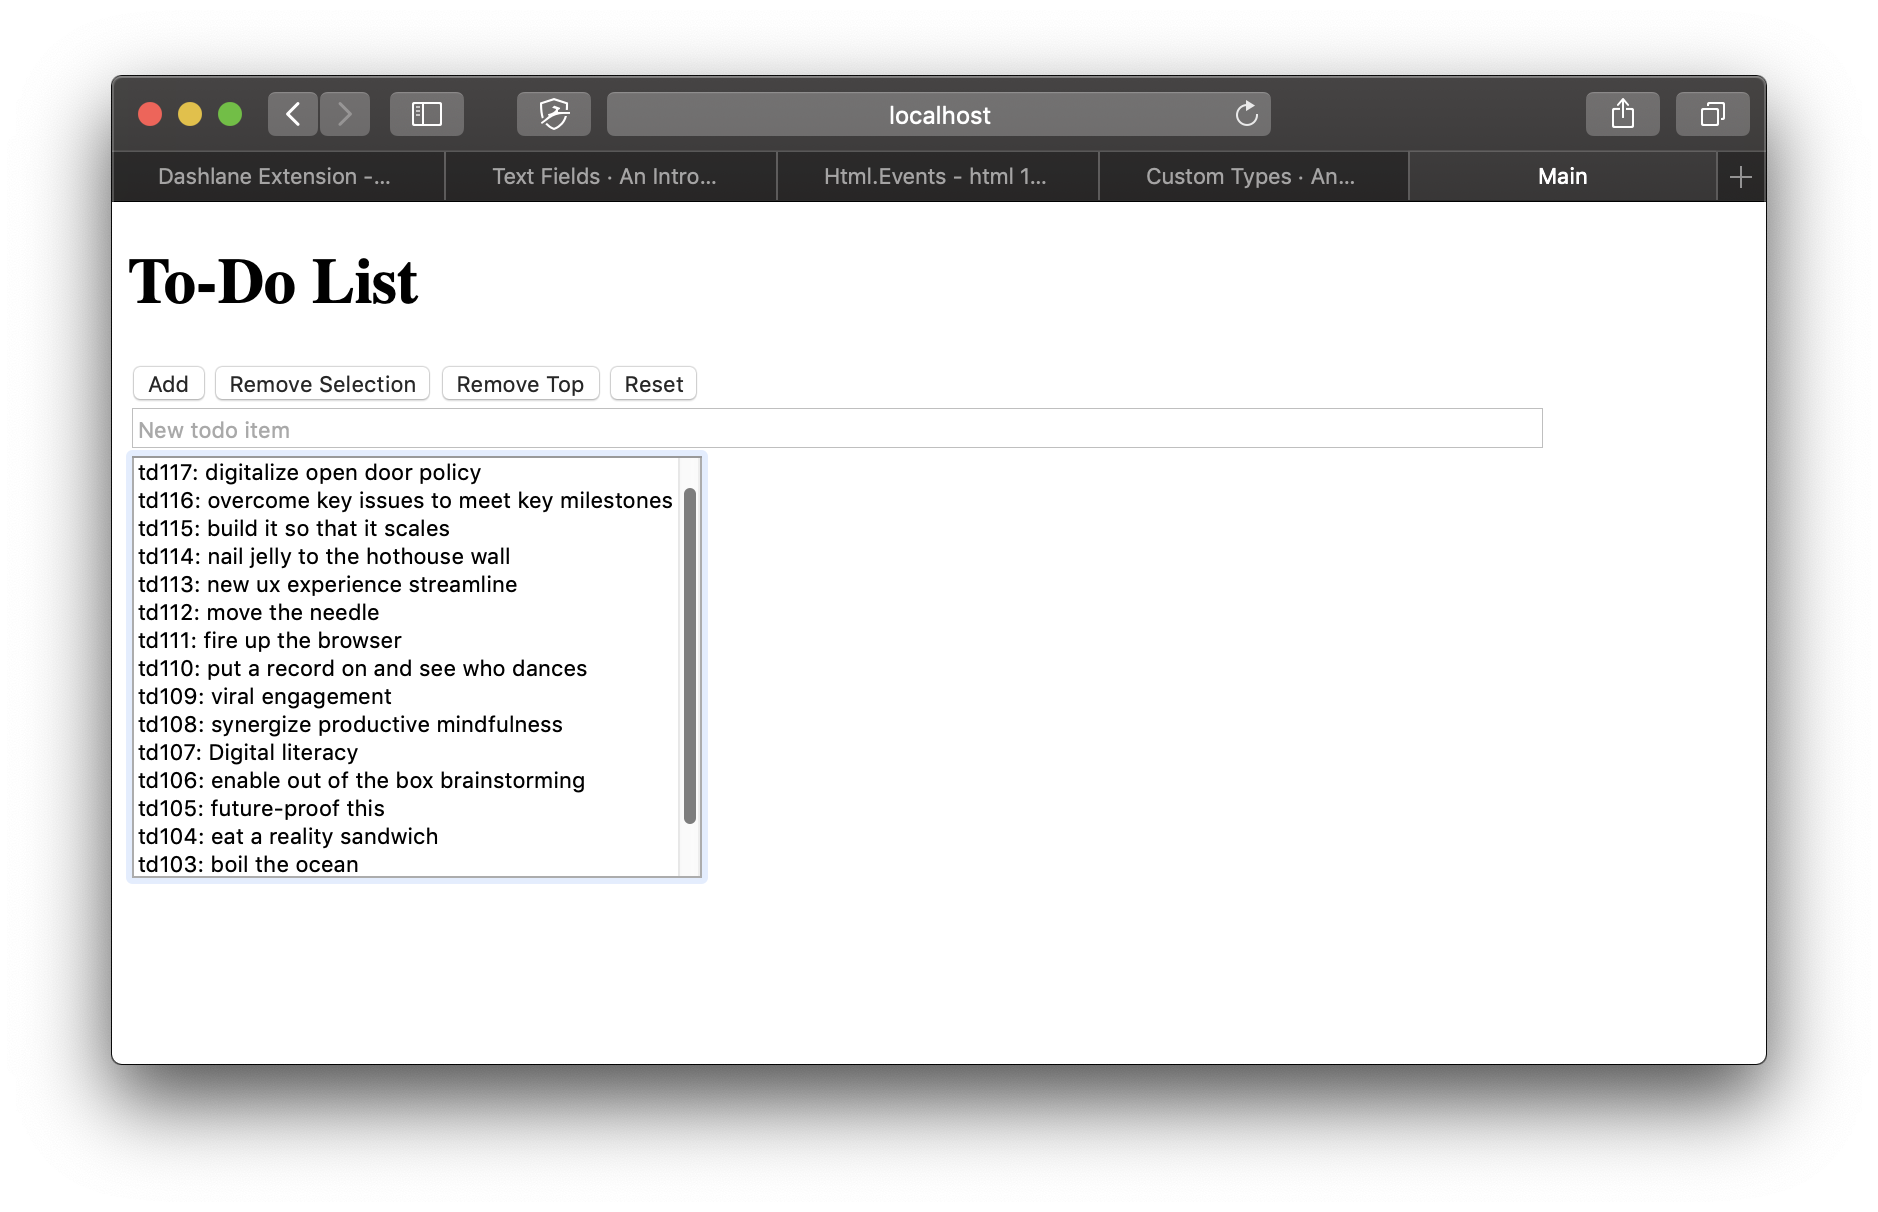 localhost
Dashlane Extension -...
Text Fields · An Intro...
Html.Events - html 1...
Custom Types · An...
Main
To-Do List
Add
Remove Selection
Remove Top
Reset
New todo item
td117: digitalize open door policy
td116: overcome key issues to meet key milestones
td115: build it so that it scales
td114: nail jelly to the hothouse wall
td113: new ux experience streamline
td112: move the needle
td111: fire up the browser
td110: put a record on and see who dances
td109: viral engagement
td108: synergize productive mindfulness
td107: Digital literacy
td106: enable out of the box brainstorming
td105: future-proof this
td104: eat a reality sandwich
td103: boil the ocean